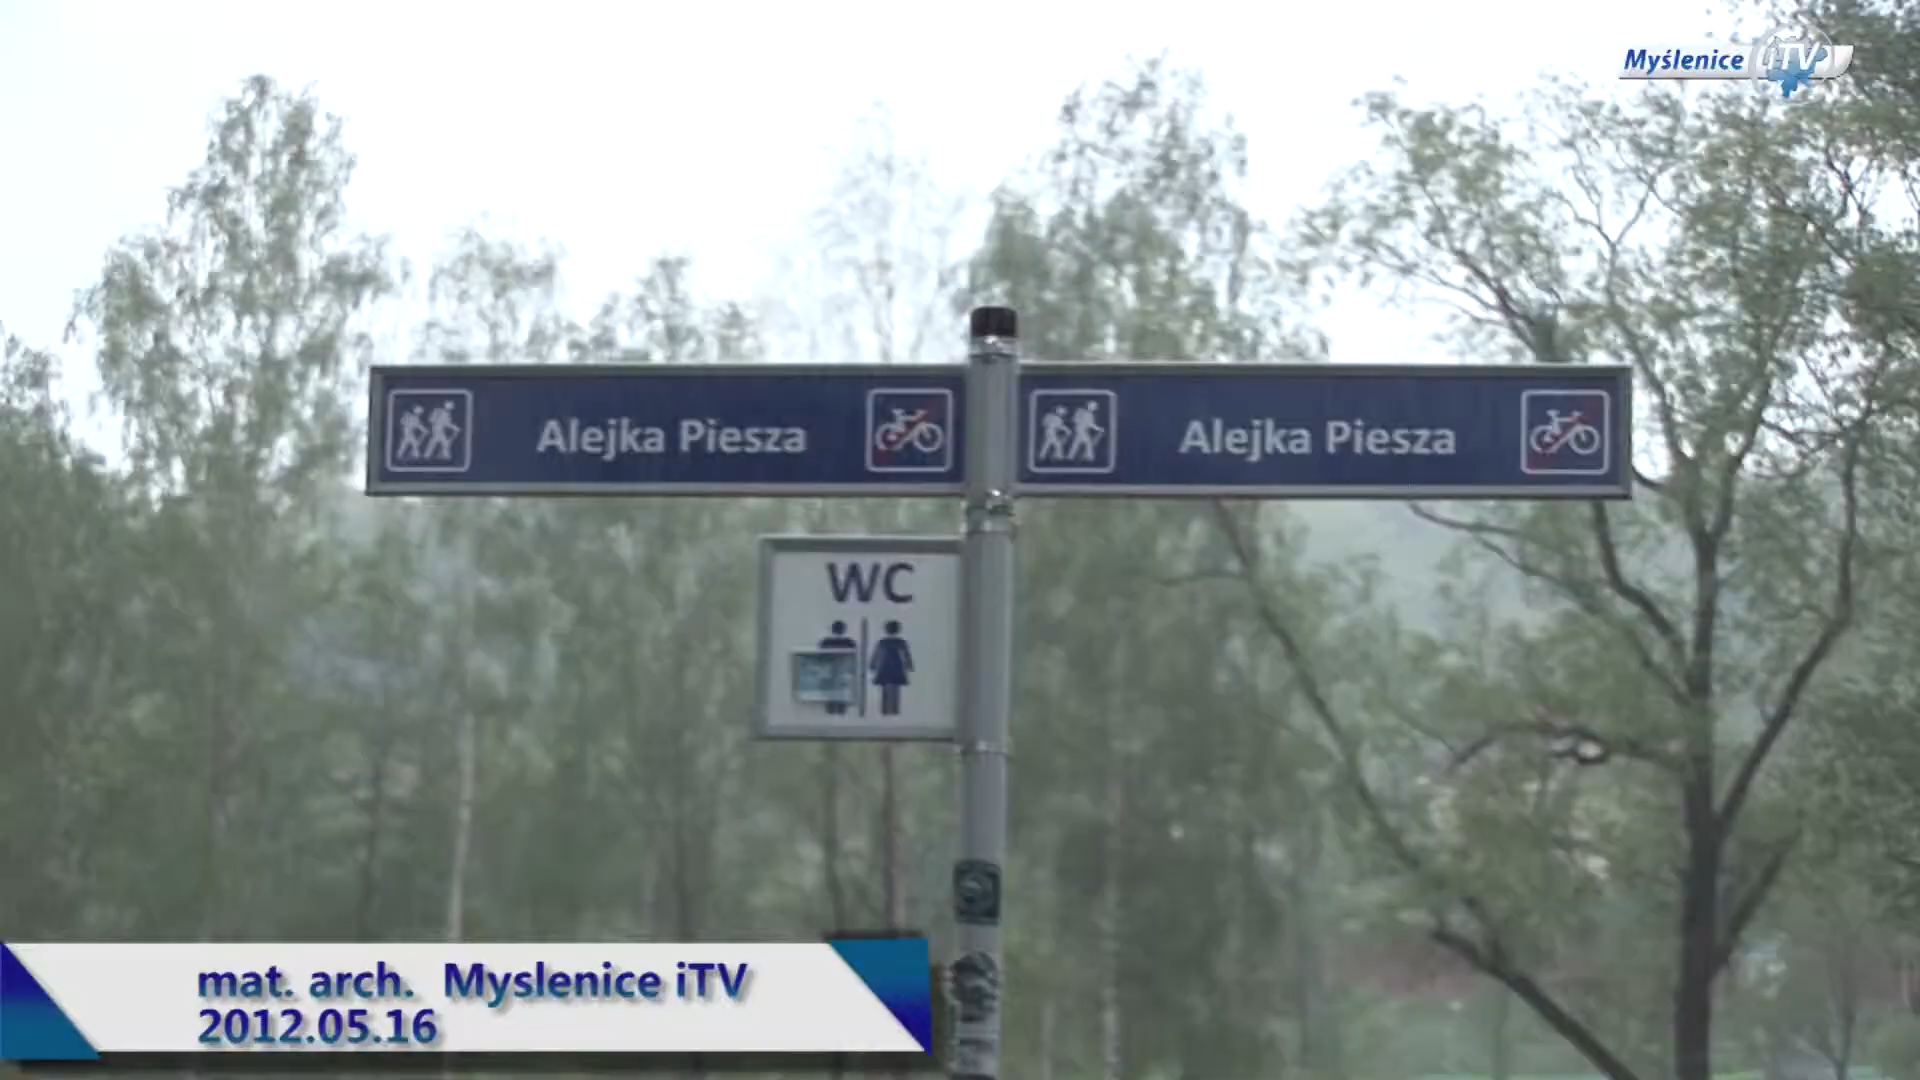 Myślenice iTV
Alejka Piesza
Alejka Piesza
WC
mat. arch. Myslenice iTV
2012.05.16